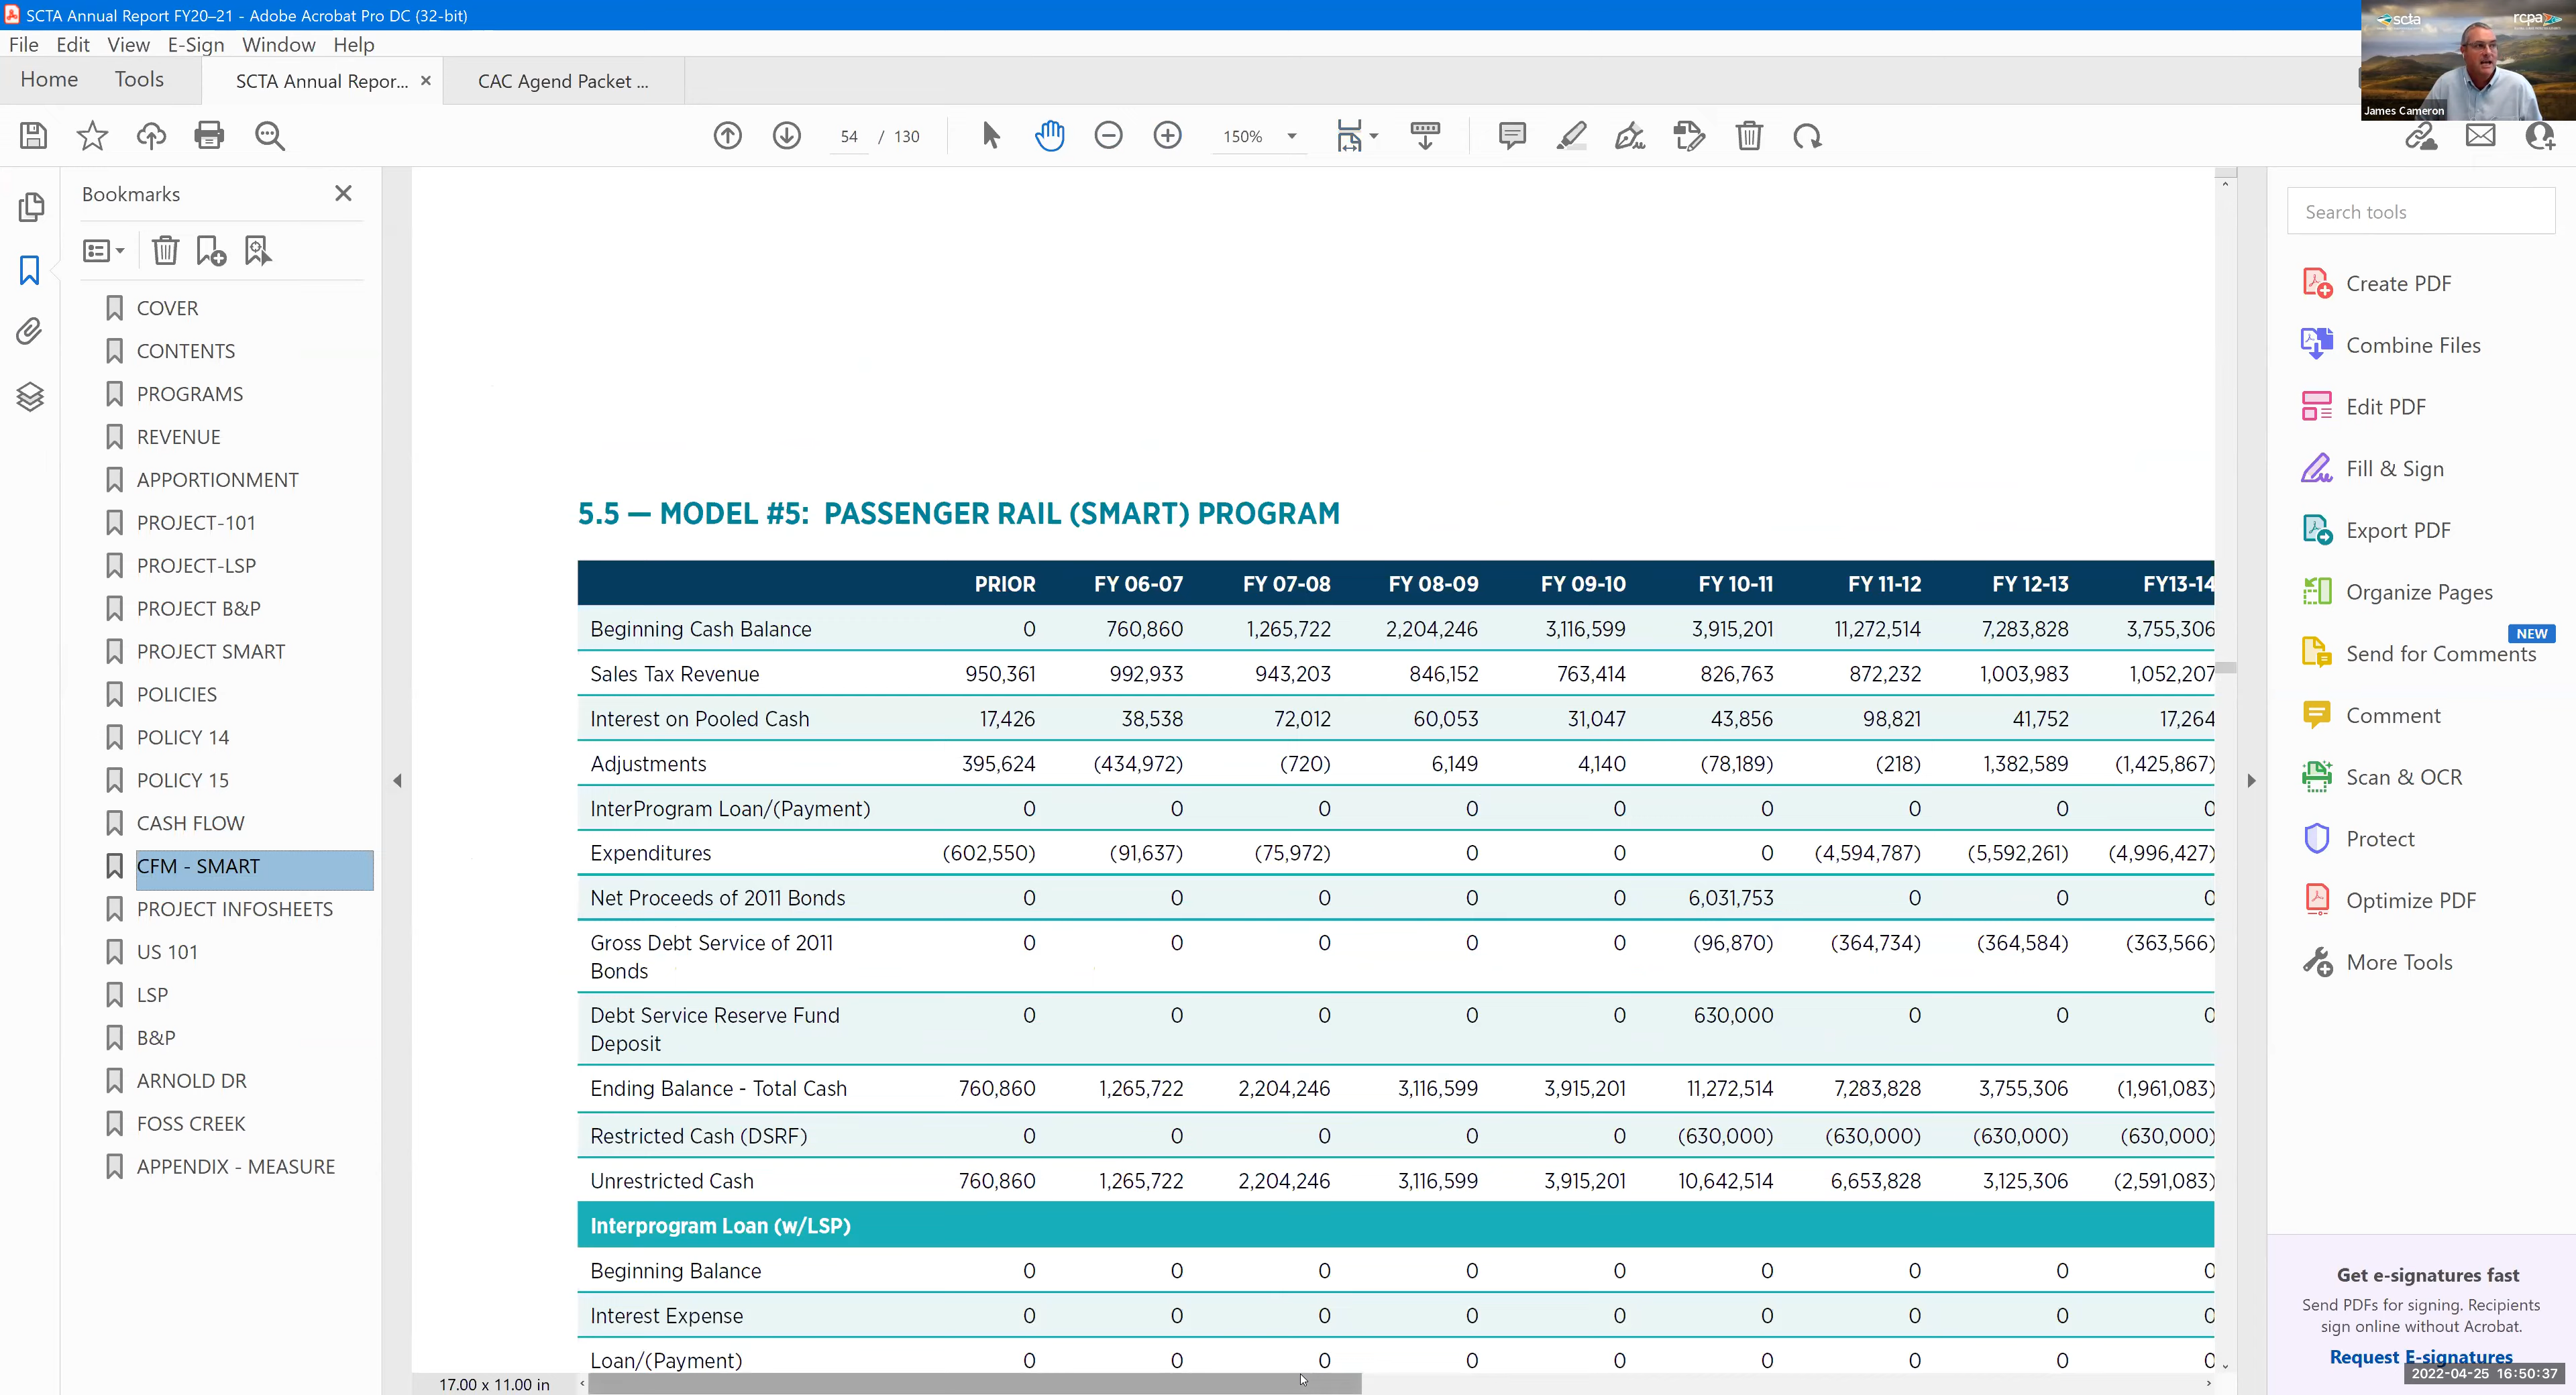 SCTA Annual Report FY20–21 - Adobe Acrobat Pro DC (32-bit)
File Edit View E-Sign Window Help
Home Tools SCTA Annual Repor... × CAC Agend Packet ...
scta rcpa
James Cameron
54 / 130 150%
Bookmarks
COVER
CONTENTS
PROGRAMS
REVENUE
APPORTIONMENT
PROJECT-101
PROJECT-LSP
PROJECT B&P
PROJECT SMART
POLICIES
POLICY 14
POLICY 15
CASH FLOW
CFM - SMART
PROJECT INFOSHEETS
US 101
LSP
B&P
ARNOLD DR
FOSS CREEK
APPENDIX - MEASURE
5.5 — MODEL #5: PASSENGER RAIL (SMART) PROGRAM
PRIOR FY 06-07 FY 07-08 FY 08-09 FY 09-10 FY 10-11 FY 11-12 FY 12-13 FY13-14
Beginning Cash Balance 0 760,860 1,265,722 2,204,246 3,116,599 3,915,201 11,272,514 7,283,828 3,755,306
Sales Tax Revenue 950,361 992,933 943,203 846,152 763,414 826,763 872,232 1,003,983 1,052,207
Interest on Pooled Cash 17,426 38,538 72,012 60,053 31,047 43,856 98,821 41,752 17,264
Adjustments 395,624 (434,972) (720) 6,149 4,140 (78,189) (218) 1,382,589 (1,425,867)
InterProgram Loan/(Payment) 0 0 0 0 0 0 0 0 0
Expenditures (602,550) (91,637) (75,972) 0 0 0 (4,594,787) (5,592,261) (4,996,427)
Net Proceeds of 2011 Bonds 0 0 0 0 0 6,031,753 0 0 0
Gross Debt Service of 2011 0 0 0 0 0 (96,870) (364,734) (364,584) (363,566)
Bonds
Debt Service Reserve Fund 0 0 0 0 0 630,000 0 0 0
Deposit
Ending Balance - Total Cash 760,860 1,265,722 2,204,246 3,116,599 3,915,201 11,272,514 7,283,828 3,755,306 (1,961,083)
Restricted Cash (DSRF) 0 0 0 0 0 (630,000) (630,000) (630,000) (630,000)
Unrestricted Cash 760,860 1,265,722 2,204,246 3,116,599 3,915,201 10,642,514 6,653,828 3,125,306 (2,591,083)
Interprogram Loan (w/LSP)
Beginning Balance 0 0 0 0 0 0 0 0 0
Interest Expense 0 0 0 0 0 0 0 0 0
Loan/(Payment) 0 0 0 0 0 0 0 0 0
17.00 x 11.00 in
Search tools
Create PDF
Combine Files
Edit PDF
Fill & Sign
Export PDF
Organize Pages
NEW
Send for Comments
Comment
Scan & OCR
Protect
Optimize PDF
More Tools
Get e-signatures fast
Send PDFs for signing. Recipients
sign online without Acrobat.
Request E-signatures
2022-04-25 16:50:37